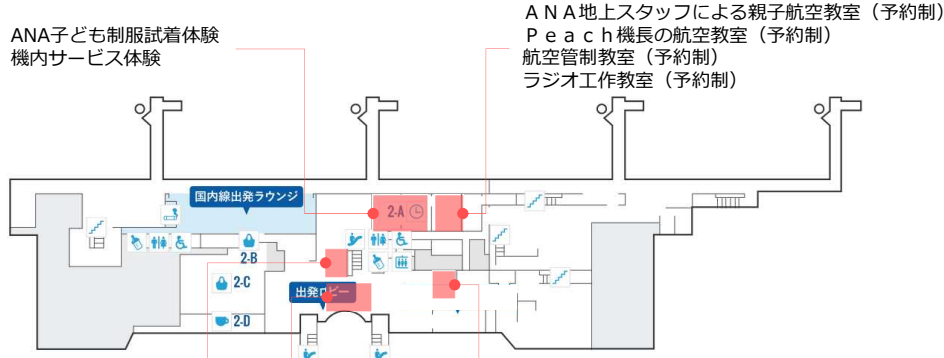 ANA子ども制服試着体験
機内サービス体験
ＡＮＡ地上スタッフによる親子航空教室（予約制）
Ｐｅａｃｈ機長の航空教室（予約制）
航空管制教室（予約制）
ラジオ工作教室（予約制）
国内線出発ラウンジ
2-A
2-B
2-C
出発ロビー
2-D